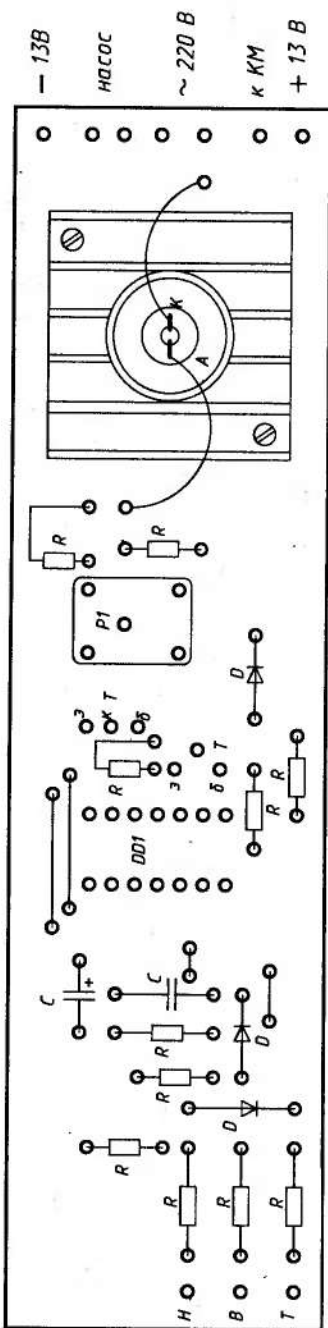 − 13В
насос
~ 220 В
к КМ
+ 13 В
К
А
R
R
P1
э
к Т
б
D
R
Т
э
б
R
R
DD1
С
+
С
R
D
R
D
R
R
R
R
Н
В
Т